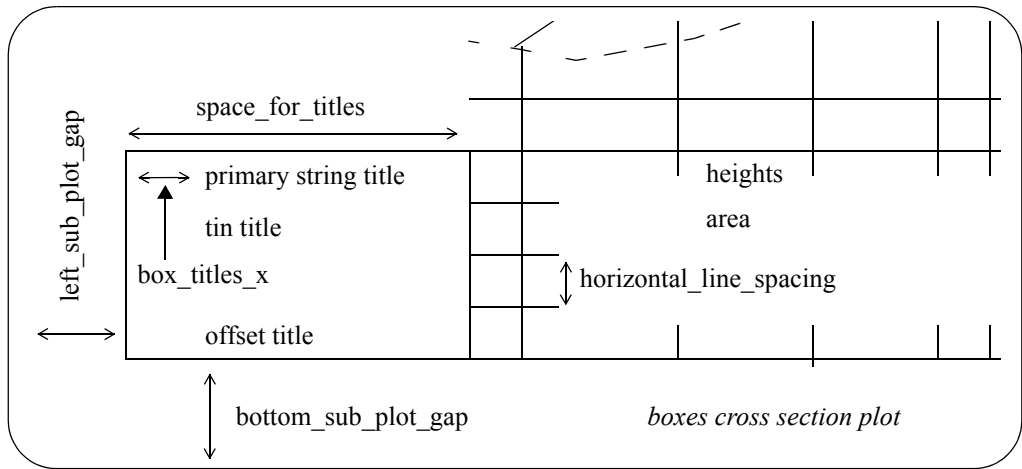 space_for_titles
left_sub_plot_gap
primary string title
heights
tin title
area
box_titles_x
horizontal_line_spacing
offset title
bottom_sub_plot_gap
boxes cross section plot